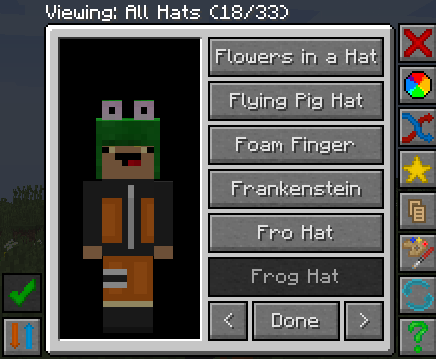 Viewing: All Hats (18/33)
Flowers in a Hat
Flying Pig Hat
Foam Finger
Frankenstein
Fro Hat
Frog Hat
< Done >
?